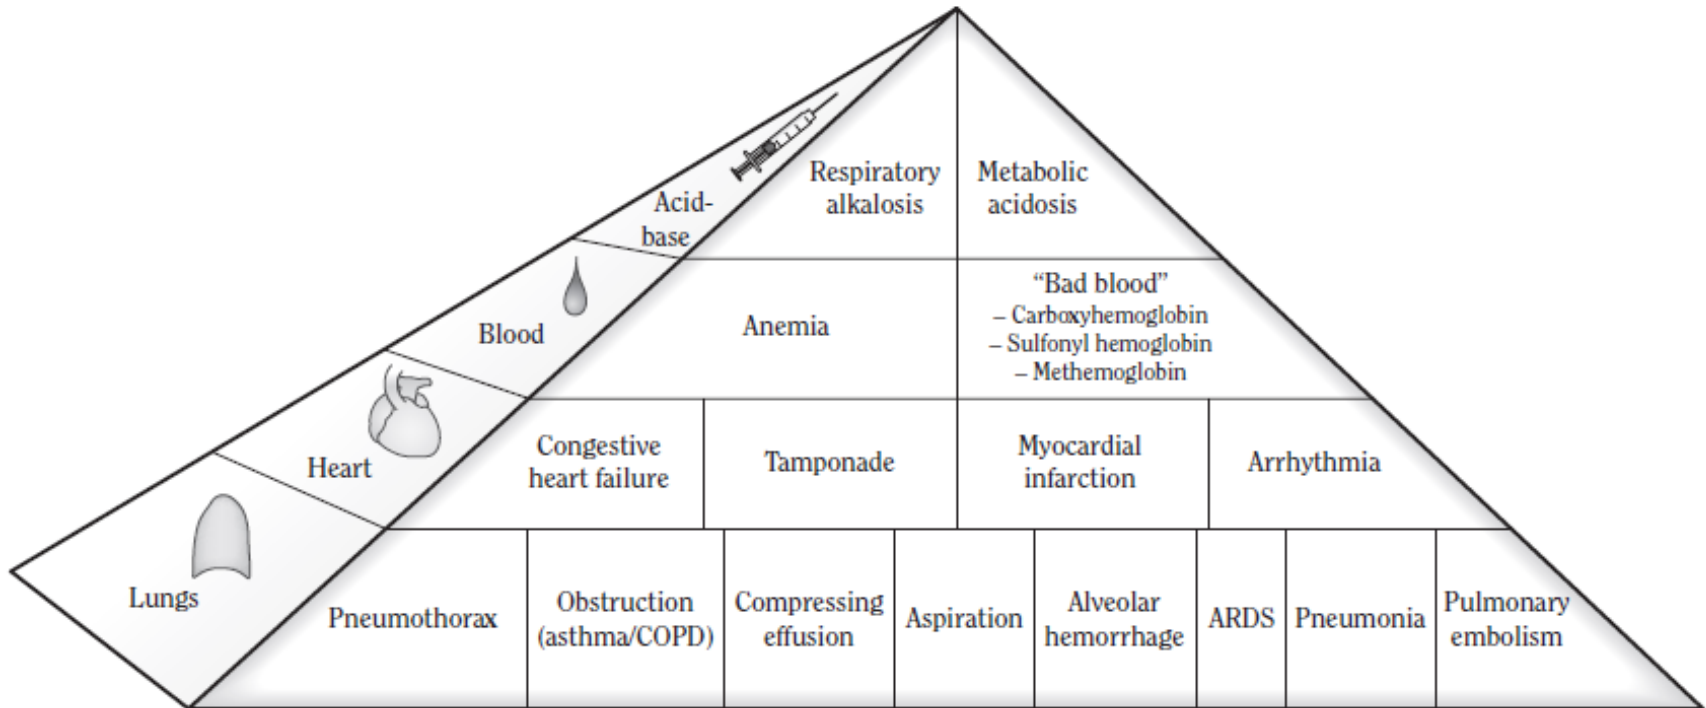 Acid-
base
Respiratory
alkalosis
Metabolic
acidosis
Blood
Anemia
“Bad blood”
– Carboxyhemoglobin
– Sulfonyl hemoglobin
– Methemoglobin
Heart
Congestive
heart failure
Tamponade
Myocardial
infarction
Arrhythmia
Lungs
Pneumothorax
Obstruction
(asthma/COPD)
Compressing
effusion
Aspiration
Alveolar
hemorrhage
ARDS
Pneumonia
Pulmonary
embolism